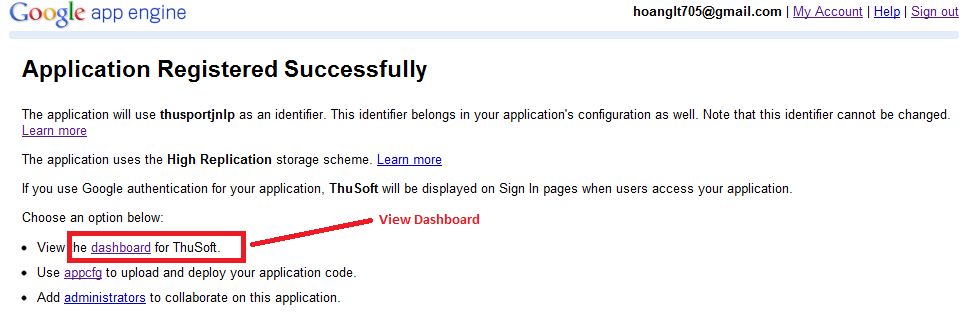 Google app engine
hoanglt705@gmail.com | My Account | Help | Sign out
Application Registered Successfully
The application will use thusportjnlp as an identifier. This identifier belongs in your application's configuration as well. Note that this identifier cannot be changed.
Learn more
The application uses the High Replication storage scheme. Learn more
If you use Google authentication for your application, ThuSoft will be displayed on Sign In pages when users access your application.
Choose an option below:
View Dashboard
• View the dashboard for ThuSoft.
• Use appcfg to upload and deploy your application code.
• Add administrators to collaborate on this application.